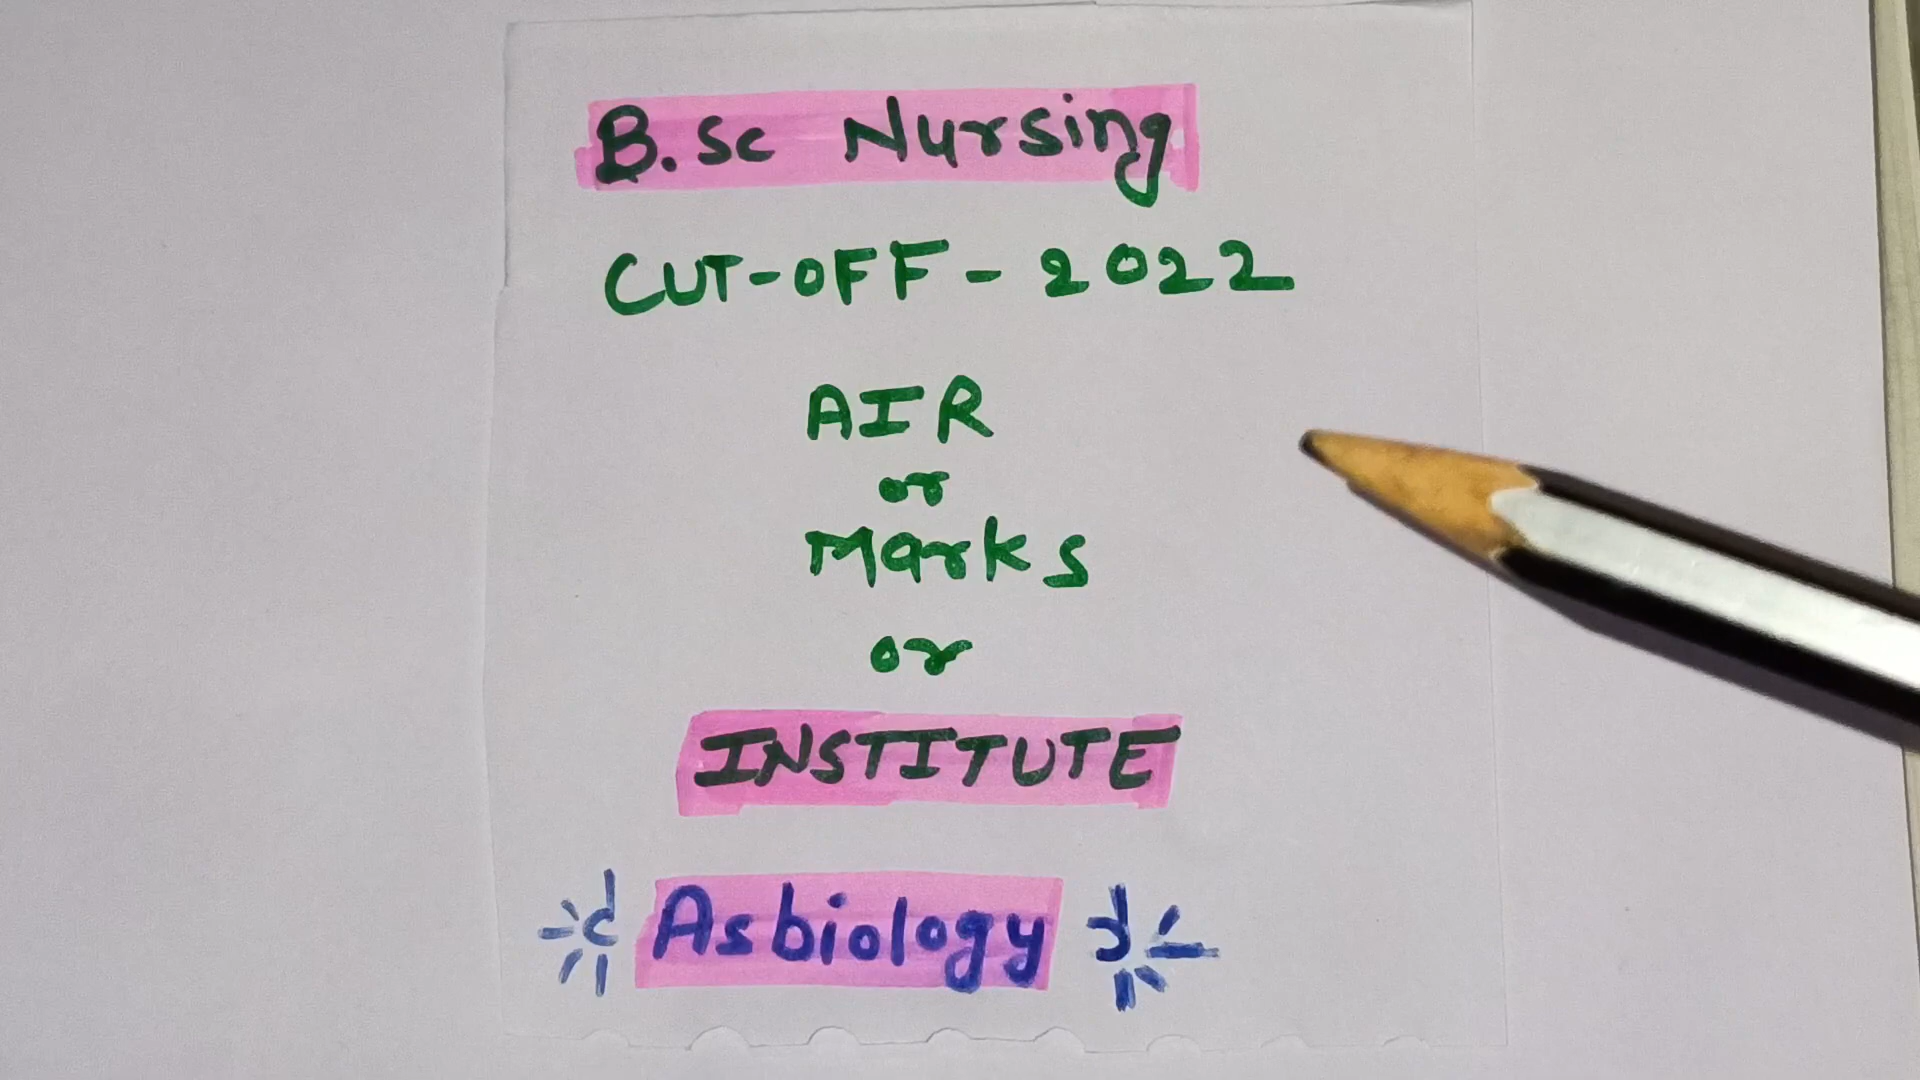 B.Sc Nursing
CUT-OFF - 2022
AIR
or
Marks
or
INSTITUTE
Asbiology